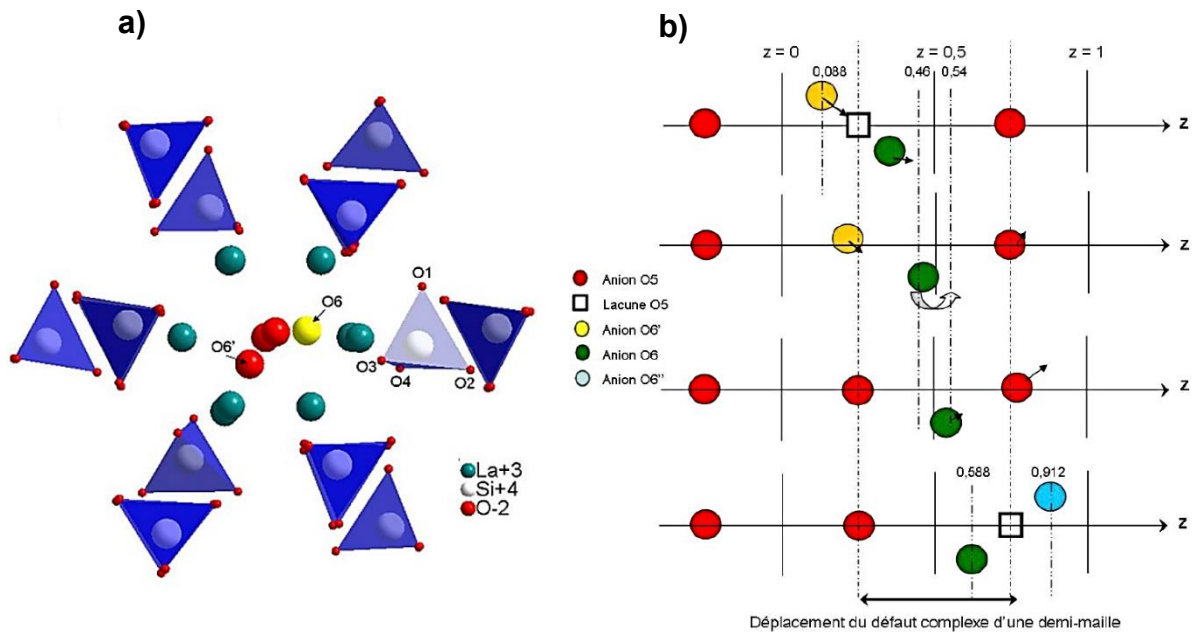 a)
O6
O6'
O1
O3
O4
O2
La+3
Si+4
O-2
b)
z = 0
z = 0,5
z = 1
0,088
0,46
0,54
z
z
Anion O5
Lacune O5
Anion O6'
Anion O6
Anion O6''
z
0,588
0,912
z
Déplacement du défaut complexe d'une demi-maille